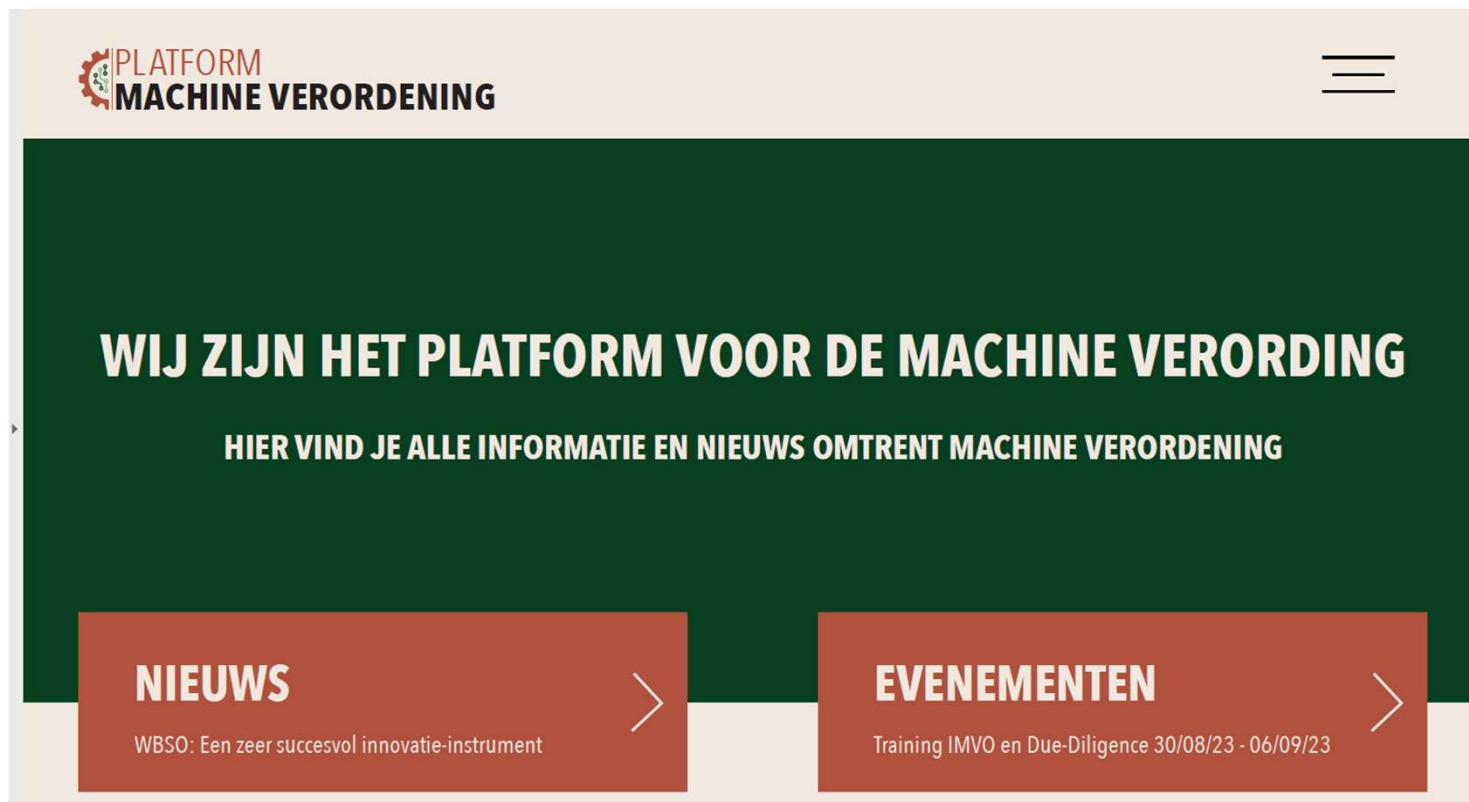 PLATFORM
MACHINE VERORDENING
WIJ ZIJN HET PLATFORM VOOR DE MACHINE VERORDING
HIER VIND JE ALLE INFORMATIE EN NIEUWS OMTRENT MACHINE VERORDENING
NIEUWS
WBSO: Een zeer succesvol innovatie-instrument
EVENEMENTEN
Training IMVO en Due-Diligence 30/08/23 - 06/09/23